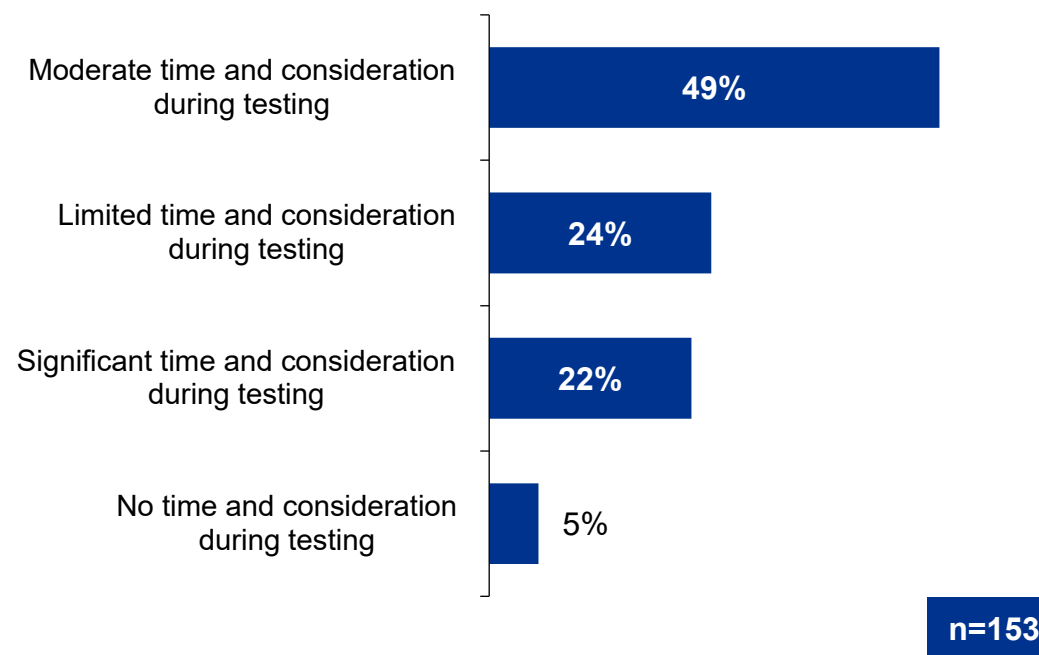 Moderate time and consideration
during testing
49%
Limited time and consideration
during testing
24%
Significant time and consideration
during testing
22%
No time and consideration
during testing
5%
n=153